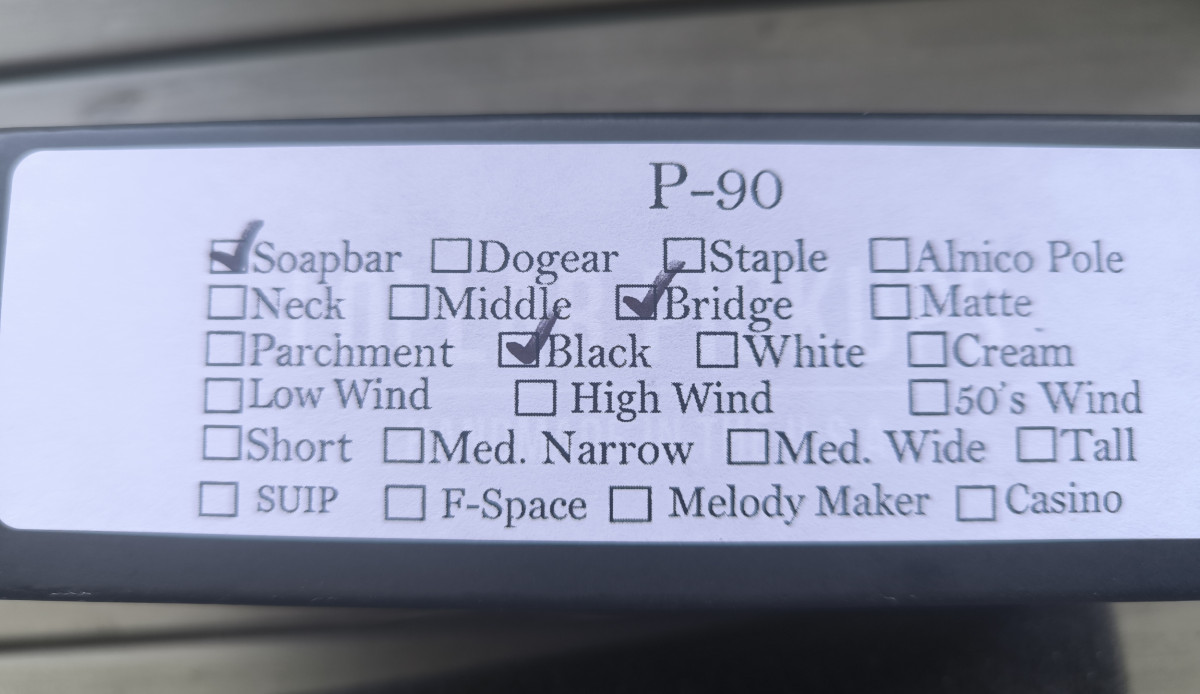 P-90
Soapbar Dogear Staple Alnico Pole
Neck Middle Bridge Matte
Parchment Black White Cream
Low Wind High Wind 50's Wind
Short Med. Narrow Med. Wide Tall
SUIP F-Space Melody Maker Casino